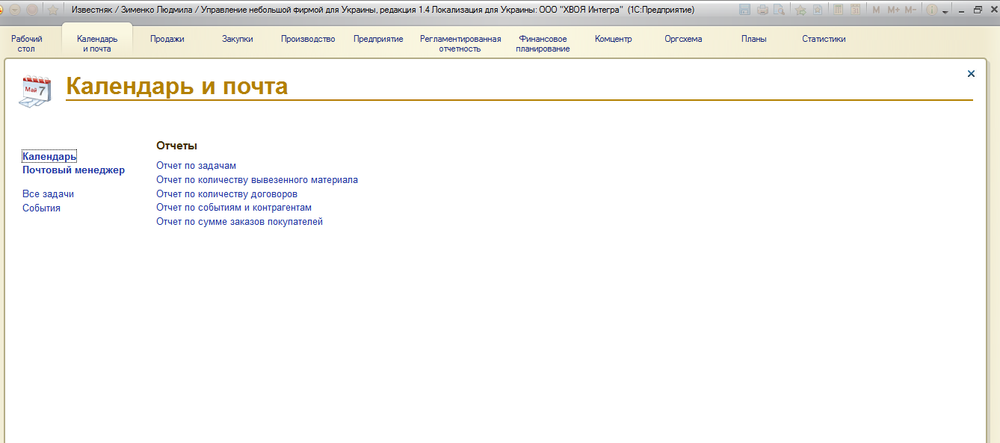 Известняк / Зименко Людмила / Управление небольшой фирмой для Украины, редакция 1.4 Локализация для Украины: ООО "ХВОЯ Интегра" (1С:Предприятие)
M M+ M-
Рабочий стол
Календарь и почта
Продажи
Закупки
Производство
Предприятие
Регламентированная отчетность
Финансовое планирование
Комцентр
Оргсхема
Планы
Статистики
Май 7
Календарь и почта
Календарь
Почтовый менеджер
Все задачи
События
Отчеты
Отчет по задачам
Отчет по количеству вывезенного материала
Отчет по количеству договоров
Отчет по событиям и контрагентам
Отчет по сумме заказов покупателей